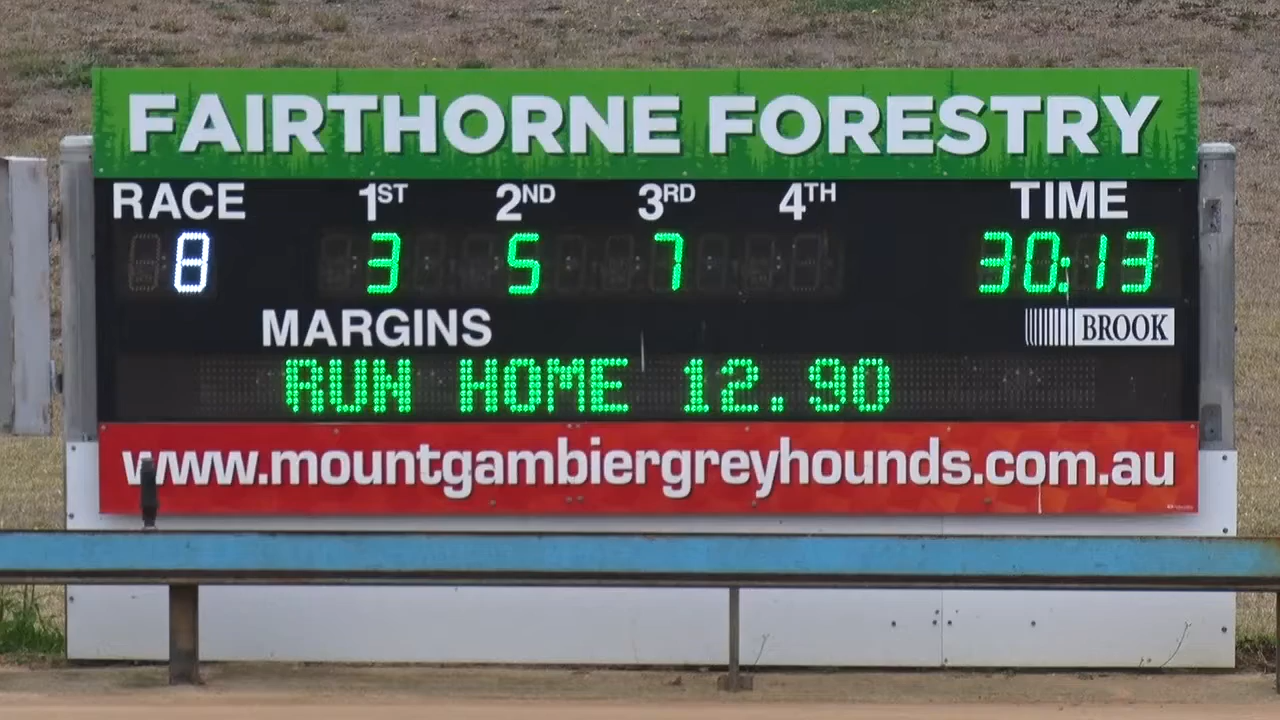 FAIRTHORNE FORESTRY
RACE 1ST 2ND 3RD 4TH TIME
8 3 5 7 30:13
MARGINS BROOK
RUN HOME 12.90
www.mountgambiergreyhounds.com.au